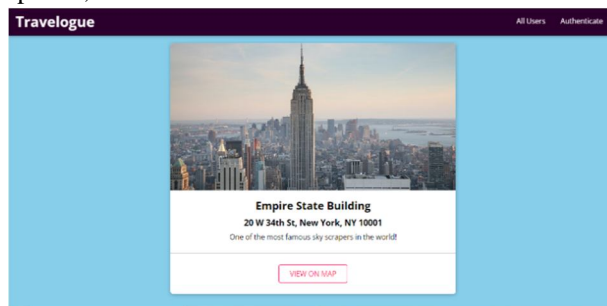 Travelogue
All Users Authenticate
Empire State Building
20 W 34th St, New York, NY 10001
One of the most famous sky scrapers in the world!
VIEW ON MAP